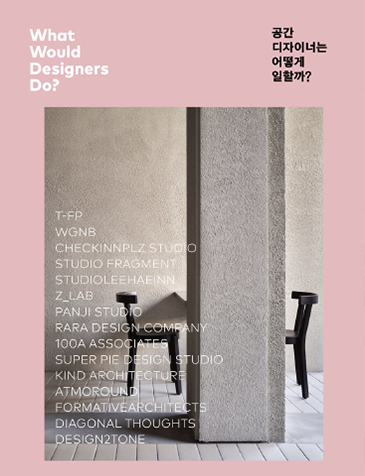 What
Would
Designers
Do?
공간
디자이너는
어떻게
일할까?
T-FP
WGNB
CHECKINNPLZ STUDIO
STUDIO FRAGMENT
STUDIOLEEHAEINN
Z_LAB
PANJI STUDIO
RARA DESIGN COMPANY
100A ASSOCIATES
SUPER PIE DESIGN STUDIO
KIND ARCHITECTURE
ATMOROUND
FORMATIVEARCHITECTS
DIAGONAL THOUGHTS
DESIGN2TONE